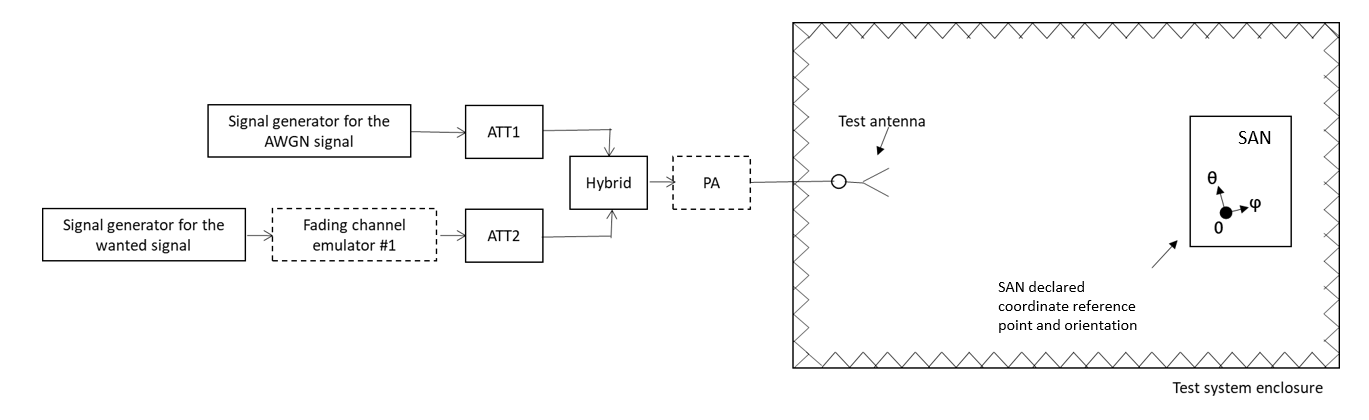 Signal generator for the
AWGN signal
ATT1
Hybrid
PA
Signal generator for the
wanted signal
Fading channel
emulator #1
ATT2
Test antenna
SAN
θ
φ
0
SAN declared
coordinate reference
point and orientation
Test system enclosure